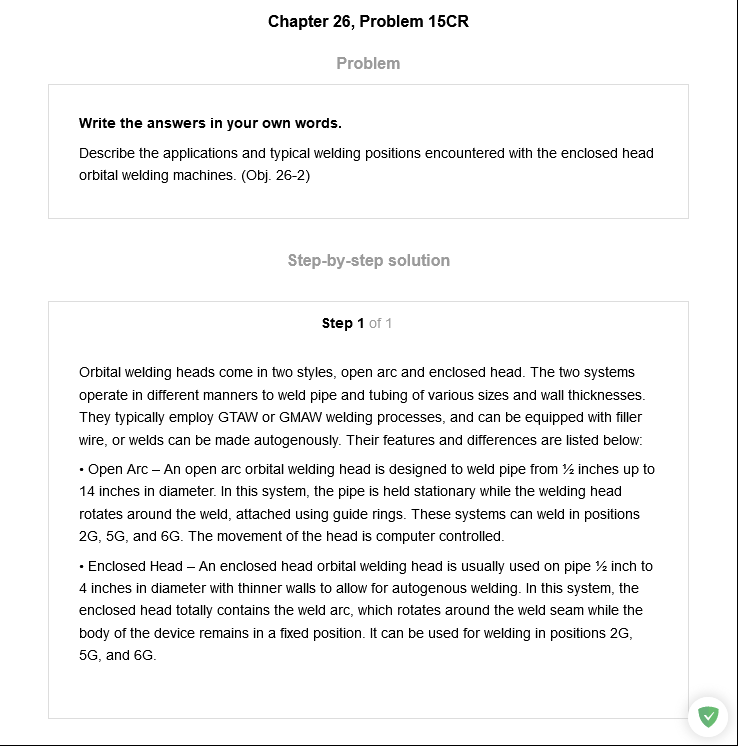 Chapter 26, Problem 15CR
Problem
Write the answers in your own words.
Describe the applications and typical welding positions encountered with the enclosed head
orbital welding machines. (Obj. 26-2)
Step-by-step solution
Step 1 of 1
Orbital welding heads come in two styles, open arc and enclosed head. The two systems
operate in different manners to weld pipe and tubing of various sizes and wall thicknesses.
They typically employ GTAW or GMAW welding processes, and can be equipped with filler
wire, or welds can be made autogenously. Their features and differences are listed below:
• Open Arc – An open arc orbital welding head is designed to weld pipe from ½ inches up to
14 inches in diameter. In this system, the pipe is held stationary while the welding head
rotates around the weld, attached using guide rings. These systems can weld in positions
2G, 5G, and 6G. The movement of the head is computer controlled.
• Enclosed Head – An enclosed head orbital welding head is usually used on pipe ½ inch to
4 inches in diameter with thinner walls to allow for autogenous welding. In this system, the
enclosed head totally contains the weld arc, which rotates around the weld seam while the
body of the device remains in a fixed position. It can be used for welding in positions 2G,
5G, and 6G.